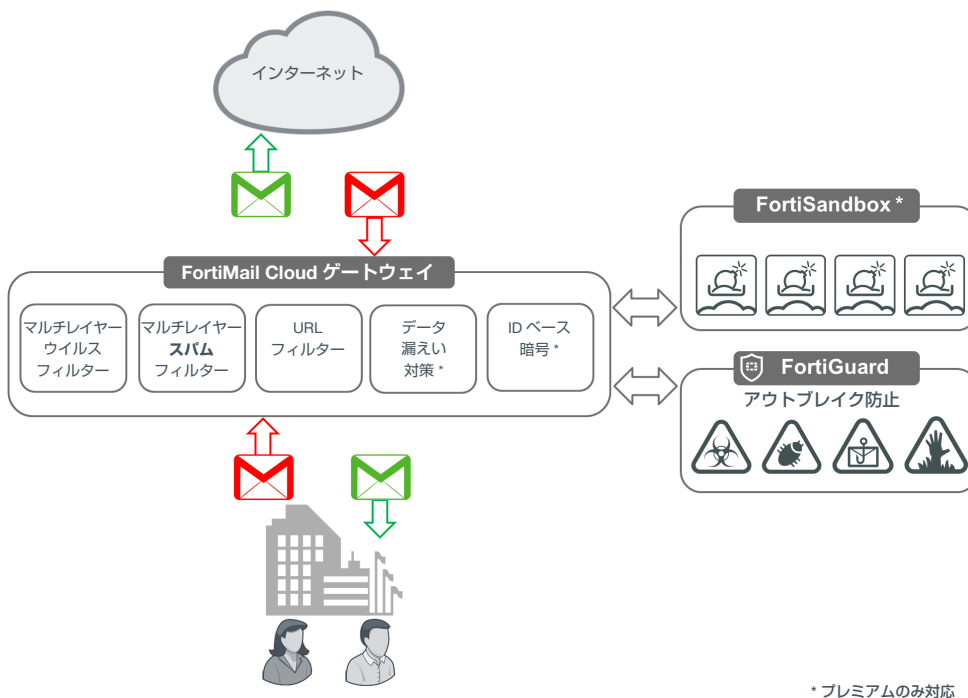 インターネット
FortiSandbox *
FortiMail Cloud ゲートウェイ
マルチレイヤー
ウイルス
フィルター
マルチレイヤー
スパム
フィルター
URL
フィルター
データ
漏えい
対策 *
ID ベース
暗号 *
FortiGuard
アウトブレイク防止
* プレミアムのみ対応